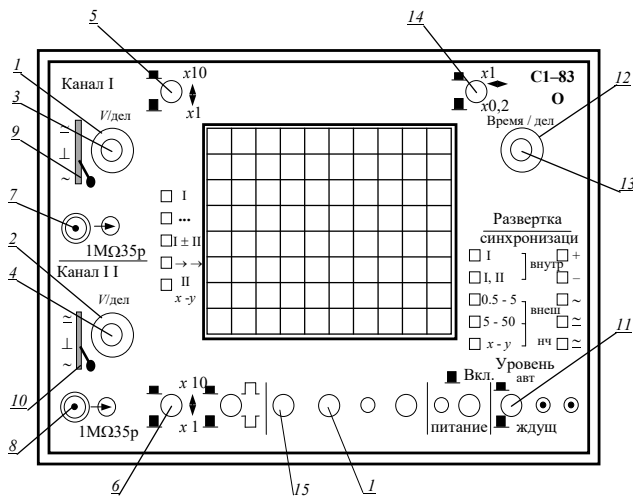 5
14
1
3
9
7
2
4
10
8
6
15
1
11
12
13
Канал I
x10
x1
V/дел
≃
⊥
~
1MΩ35p
Канал I I
V/дел
≃
⊥
~
1MΩ35p
I
...
I ± II
→ →
II
x -y
x1
x0,2
С1–83
О
Время / дел
Развертка
синхронизаци
I
I, II
внутр
+
–
0.5 - 5
5 - 50
x - y
внеш
нч
~
≃
≃
x 10
x 1
Вкл.
питание
Уровень
авт
ждущ